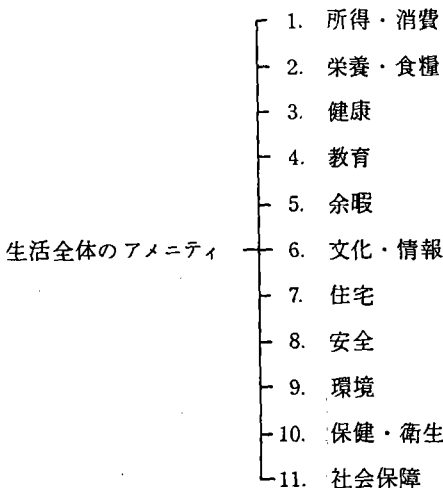 1. 所得・消費
2. 栄養・食糧
3. 健康
4. 教育
5. 余暇
生活全体のアメニティ
6. 文化・情報
7. 住宅
8. 安全
9. 環境
10. 保健・衛生
11. 社会保障